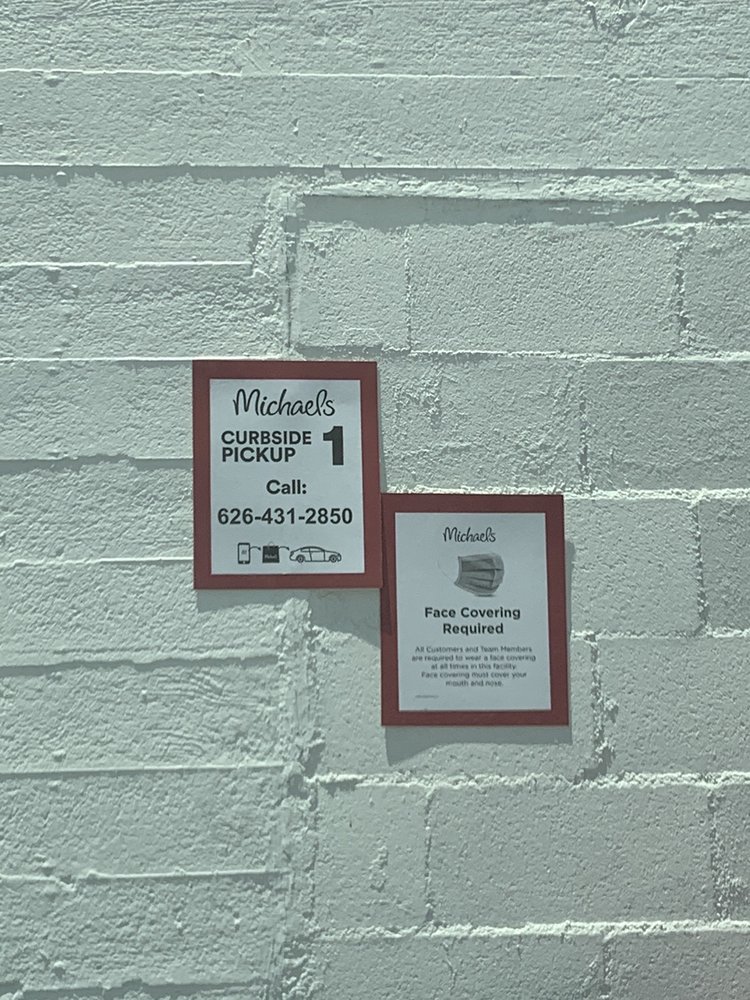 Michaels
CURBSIDE
PICKUP
1
Call:
626-431-2850
Michaels
Face Covering
Required
All Customers and Team Members
are required to wear a face covering
at all times in this facility.
Face covering must cover your
mouth and nose.